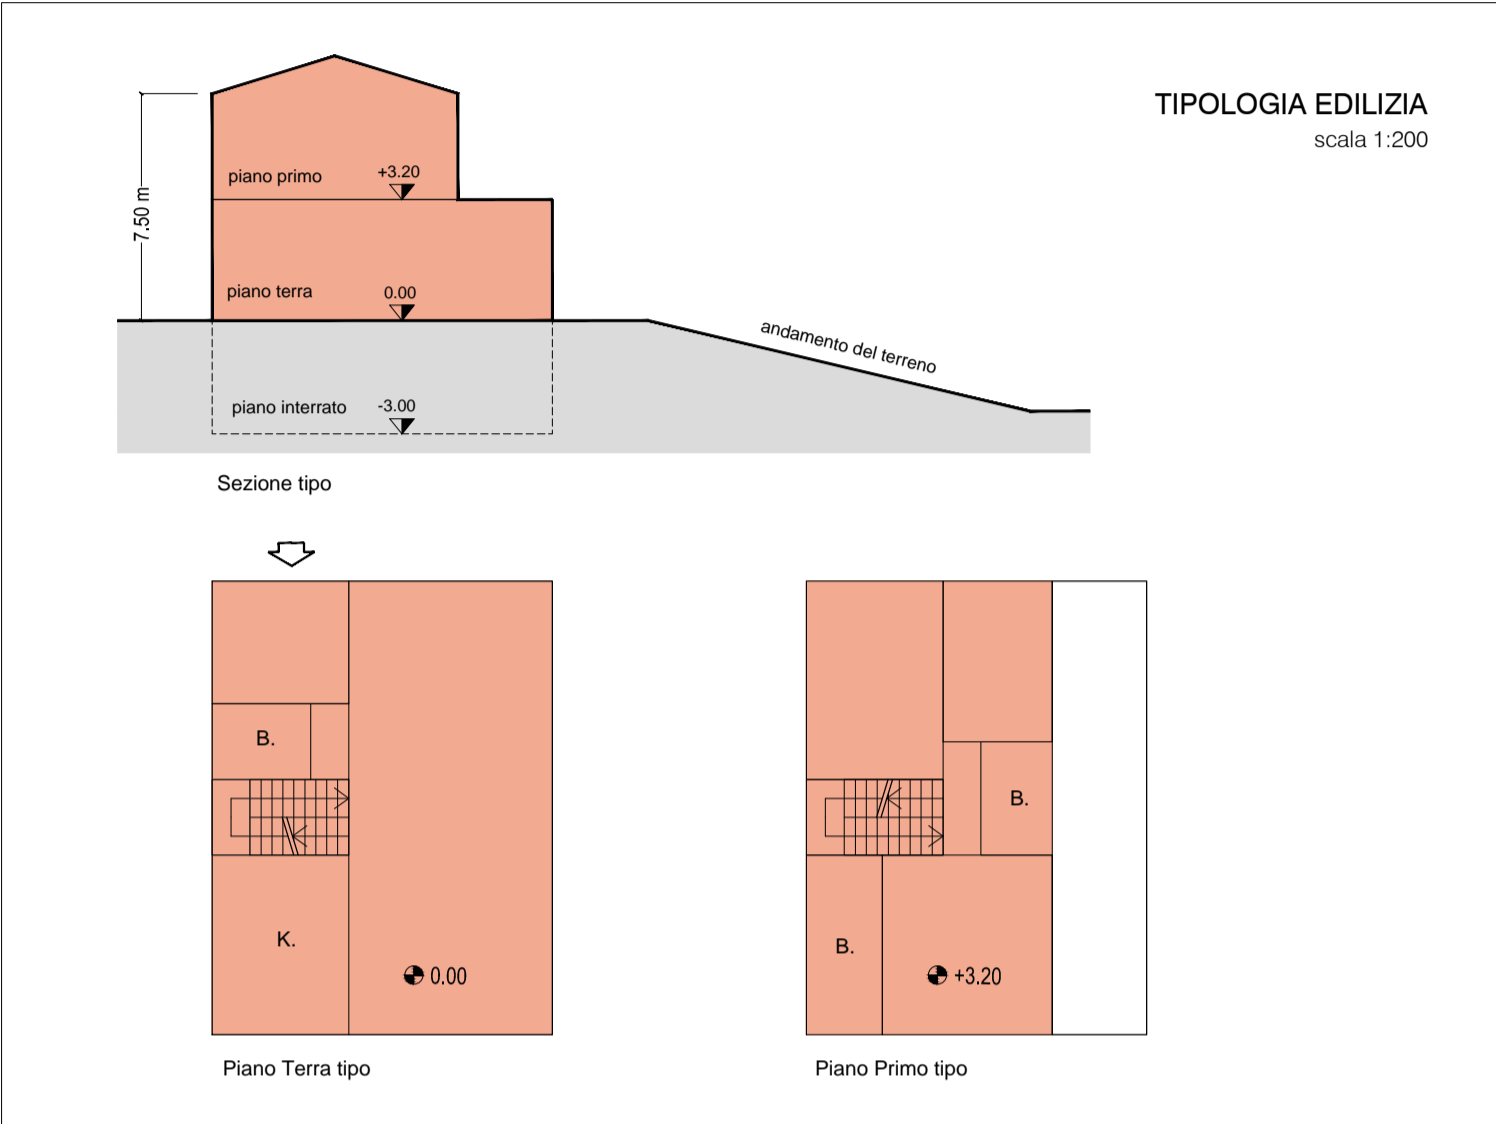 TIPOLOGIA EDILIZIA
scala 1:200
7.50 m
piano primo
+3.20
piano terra
0.00
andamento del terreno
piano interrato
-3.00
Sezione tipo
B.
K.
0.00
Piano Terra tipo
B.
B.
+3.20
Piano Primo tipo